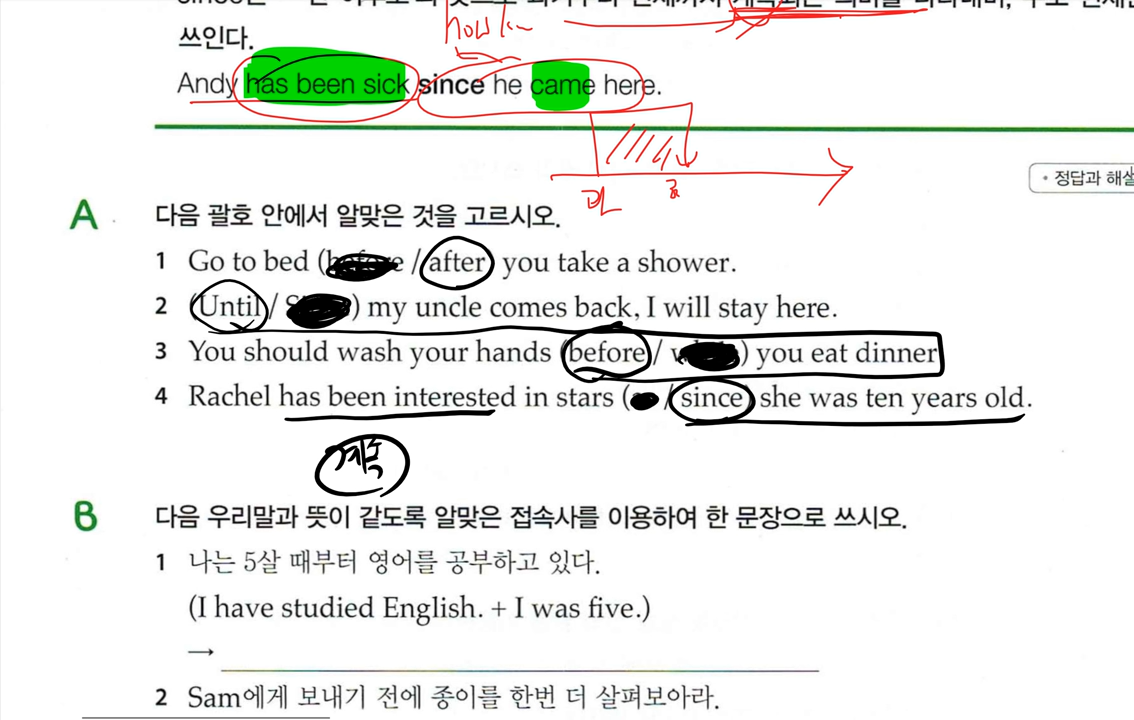 쓰인다.
how
Andy has been sick since he came here.
정답과 해설
A 다음 괄호 안에서 알맞은 것을 고르시오.
1 Go to bed ( / after) you take a shower.
2 (Until / ) my uncle comes back, I will stay here.
3 You should wash your hands (before / ) you eat dinner
4 Rachel has been interested in stars ( / since) she was ten years old.
계속
B 다음 우리말과 뜻이 같도록 알맞은 접속사를 이용하여 한 문장으로 쓰시오.
1 나는 5살 때부터 영어를 공부하고 있다.
(I have studied English. + I was five.)
→
2 Sam에게 보내기 전에 종이를 한번 더 살펴보아라.